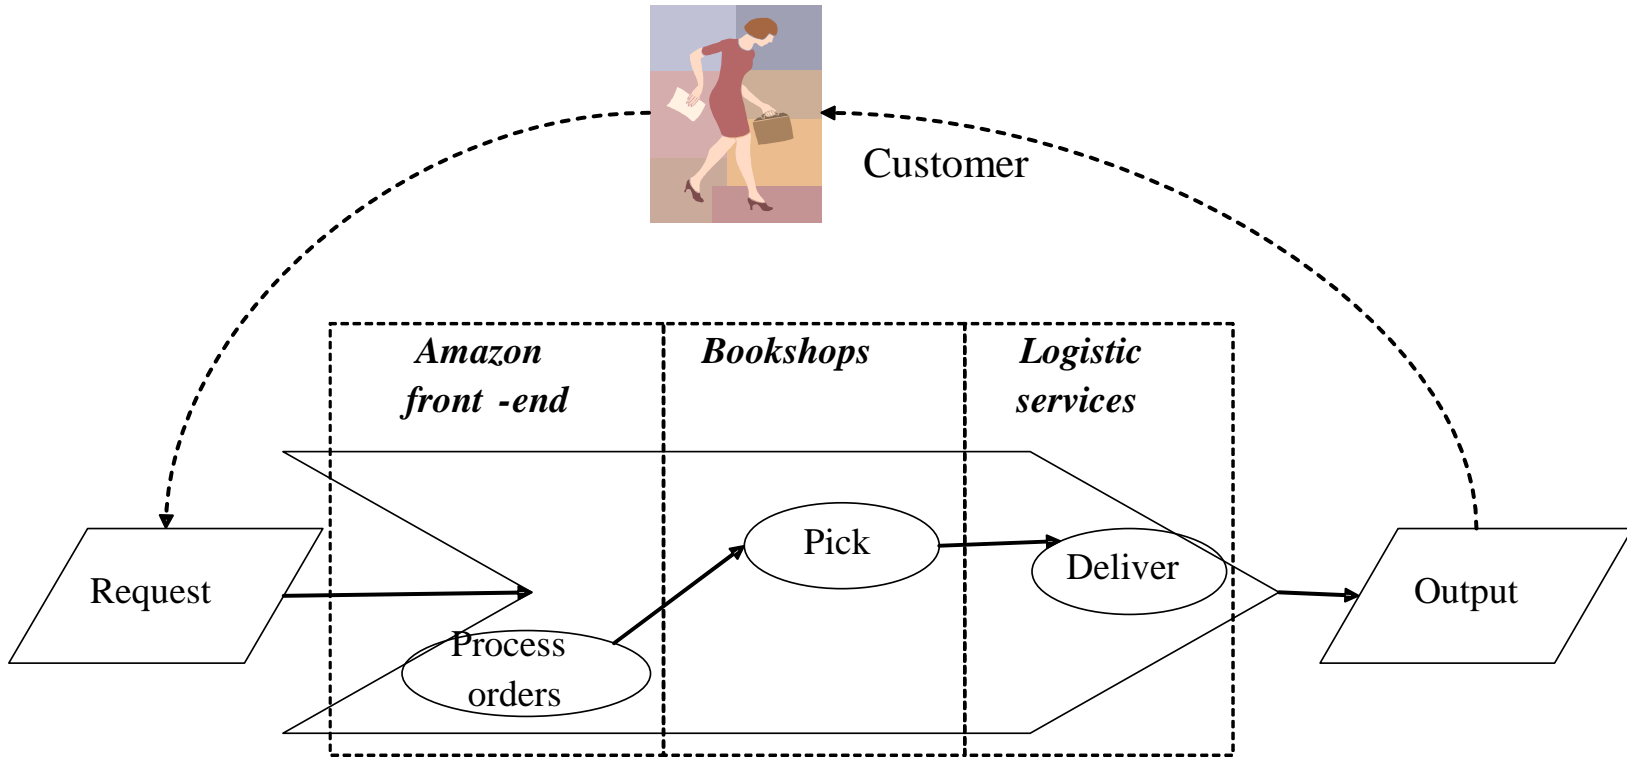 Customer
Amazon
front -end
Bookshops
Logistic
services
Request
Process
orders
Pick
Deliver
Output